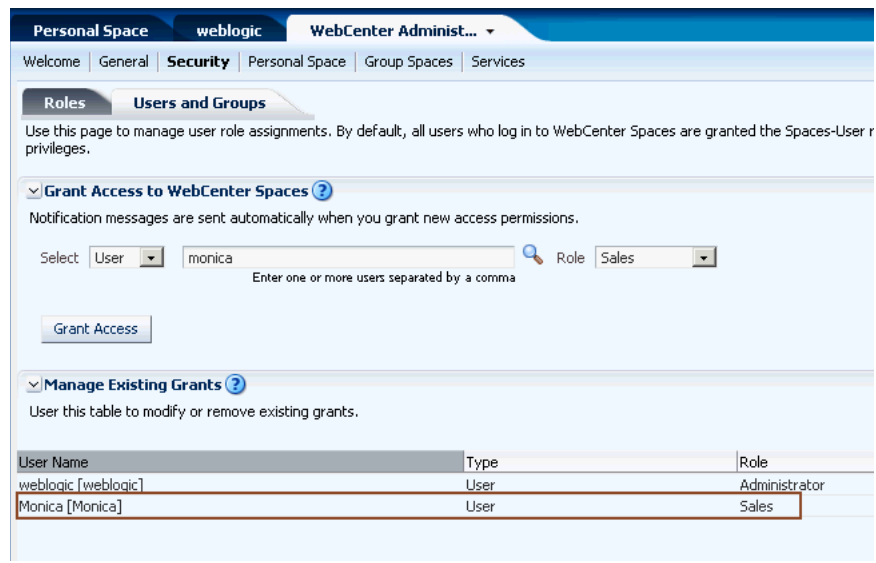 Personal Space weblogic WebCenter Administ...
Welcome General Security Personal Space Group Spaces Services
Roles Users and Groups
Use this page to manage user role assignments. By default, all users who log in to WebCenter Spaces are granted the Spaces-User r
privileges.
Grant Access to WebCenter Spaces ?
Notification messages are sent automatically when you grant new access permissions.
Select User monica Role Sales
Enter one or more users separated by a comma
Grant Access
Manage Existing Grants ?
User this table to modify or remove existing grants.
User Name Type Role
weblogic [weblogic] User Administrator
Monica [Monica] User Sales